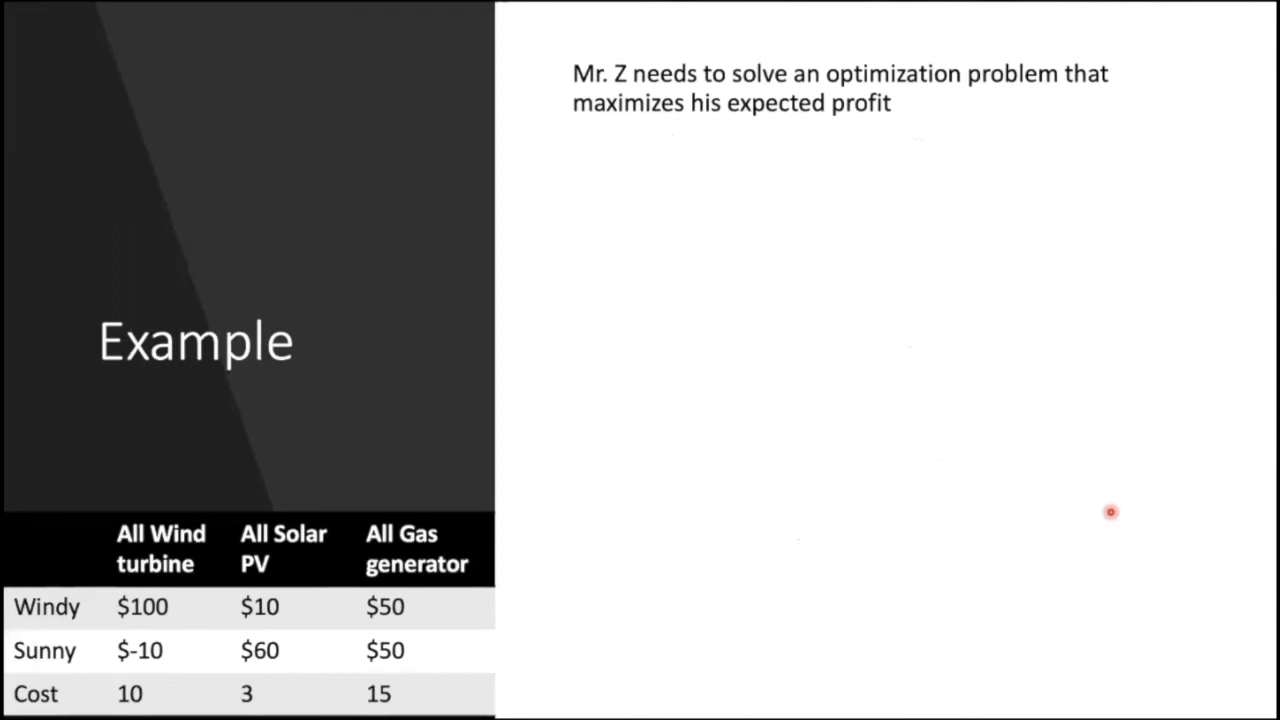 Mr. Z needs to solve an optimization problem that
maximizes his expected profit
Example
All Wind turbine All Solar PV All Gas generator
Windy $100 $10 $50
Sunny $-10 $60 $50
Cost 10 3 15